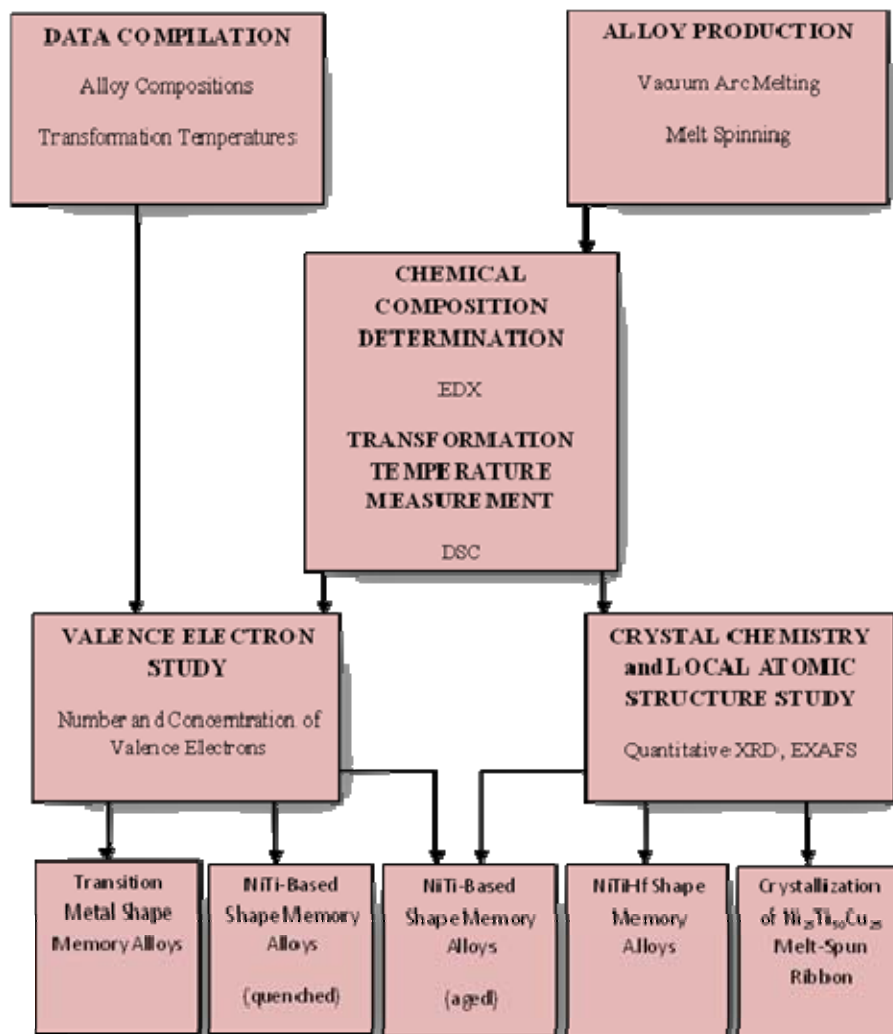 DATA COMPILATION
Alloy Compositions
Transformation Temperatures
ALLOY PRODUCTION
Vacuum Arc Melting
Melt Spinning
CHEMICAL
COMPOSITION
DETERMINATION
EDX
TRANSFORMATION
TEMPERATURE
MEASUREMENT
DSC
VALENCE ELECTRON
STUDY
Number and Concentration of
Valence Electrons
CRYSTAL CHEMISTRY
and LOCAL ATOMIC
STRUCTURE STUDY
Quantitative XRD, EXAFS
Transition
Metal Shape
Memory Alloys
NiTi-Based
Shape Memory
Alloys
(quenched)
NiTi-Based
Shape Memory
Alloys
(aged)
NiTiHf Shape
Memory
Alloys
Crystallization
of Ni₂₅Ti₅₀Cu₂₅
Melt-Spun
Ribbon